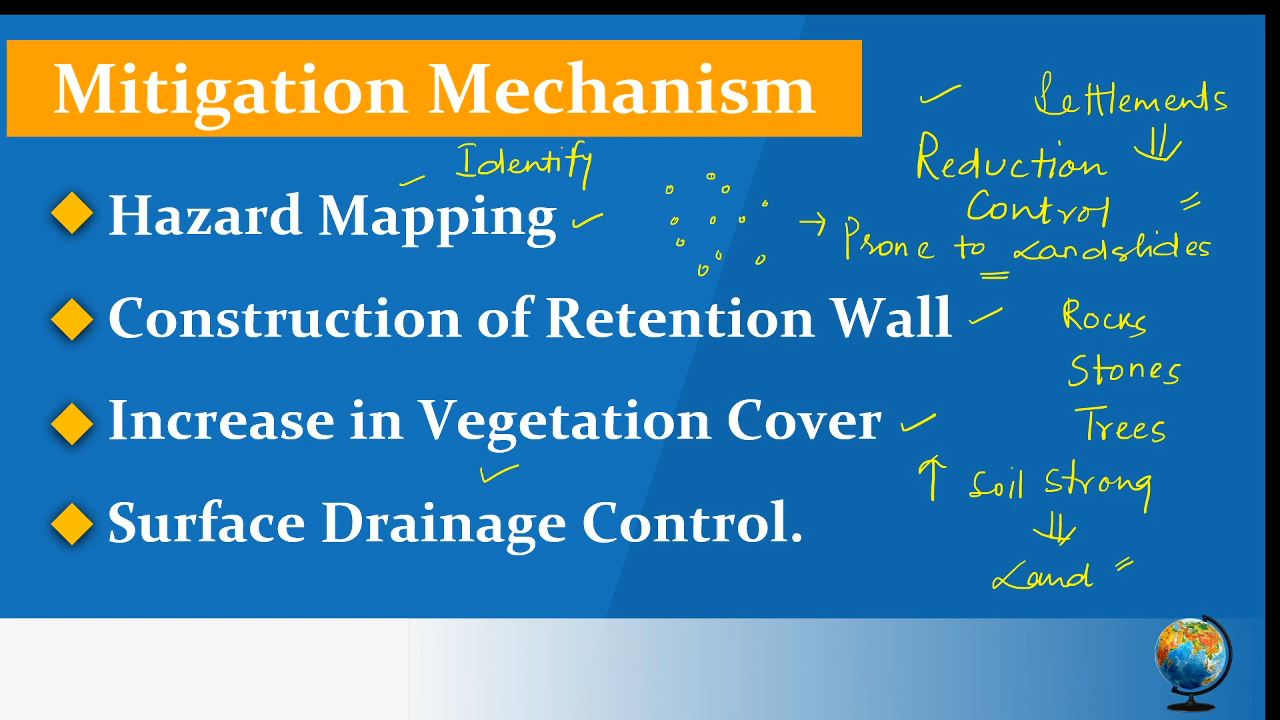 Mitigation Mechanism
Settlements
Reduction
Control
Identify
Hazard Mapping
Prone to Landslides
Construction of Retention Wall
Rocks
Stones
Increase in Vegetation Cover
Trees
Soil Strong
Surface Drainage Control.
Land